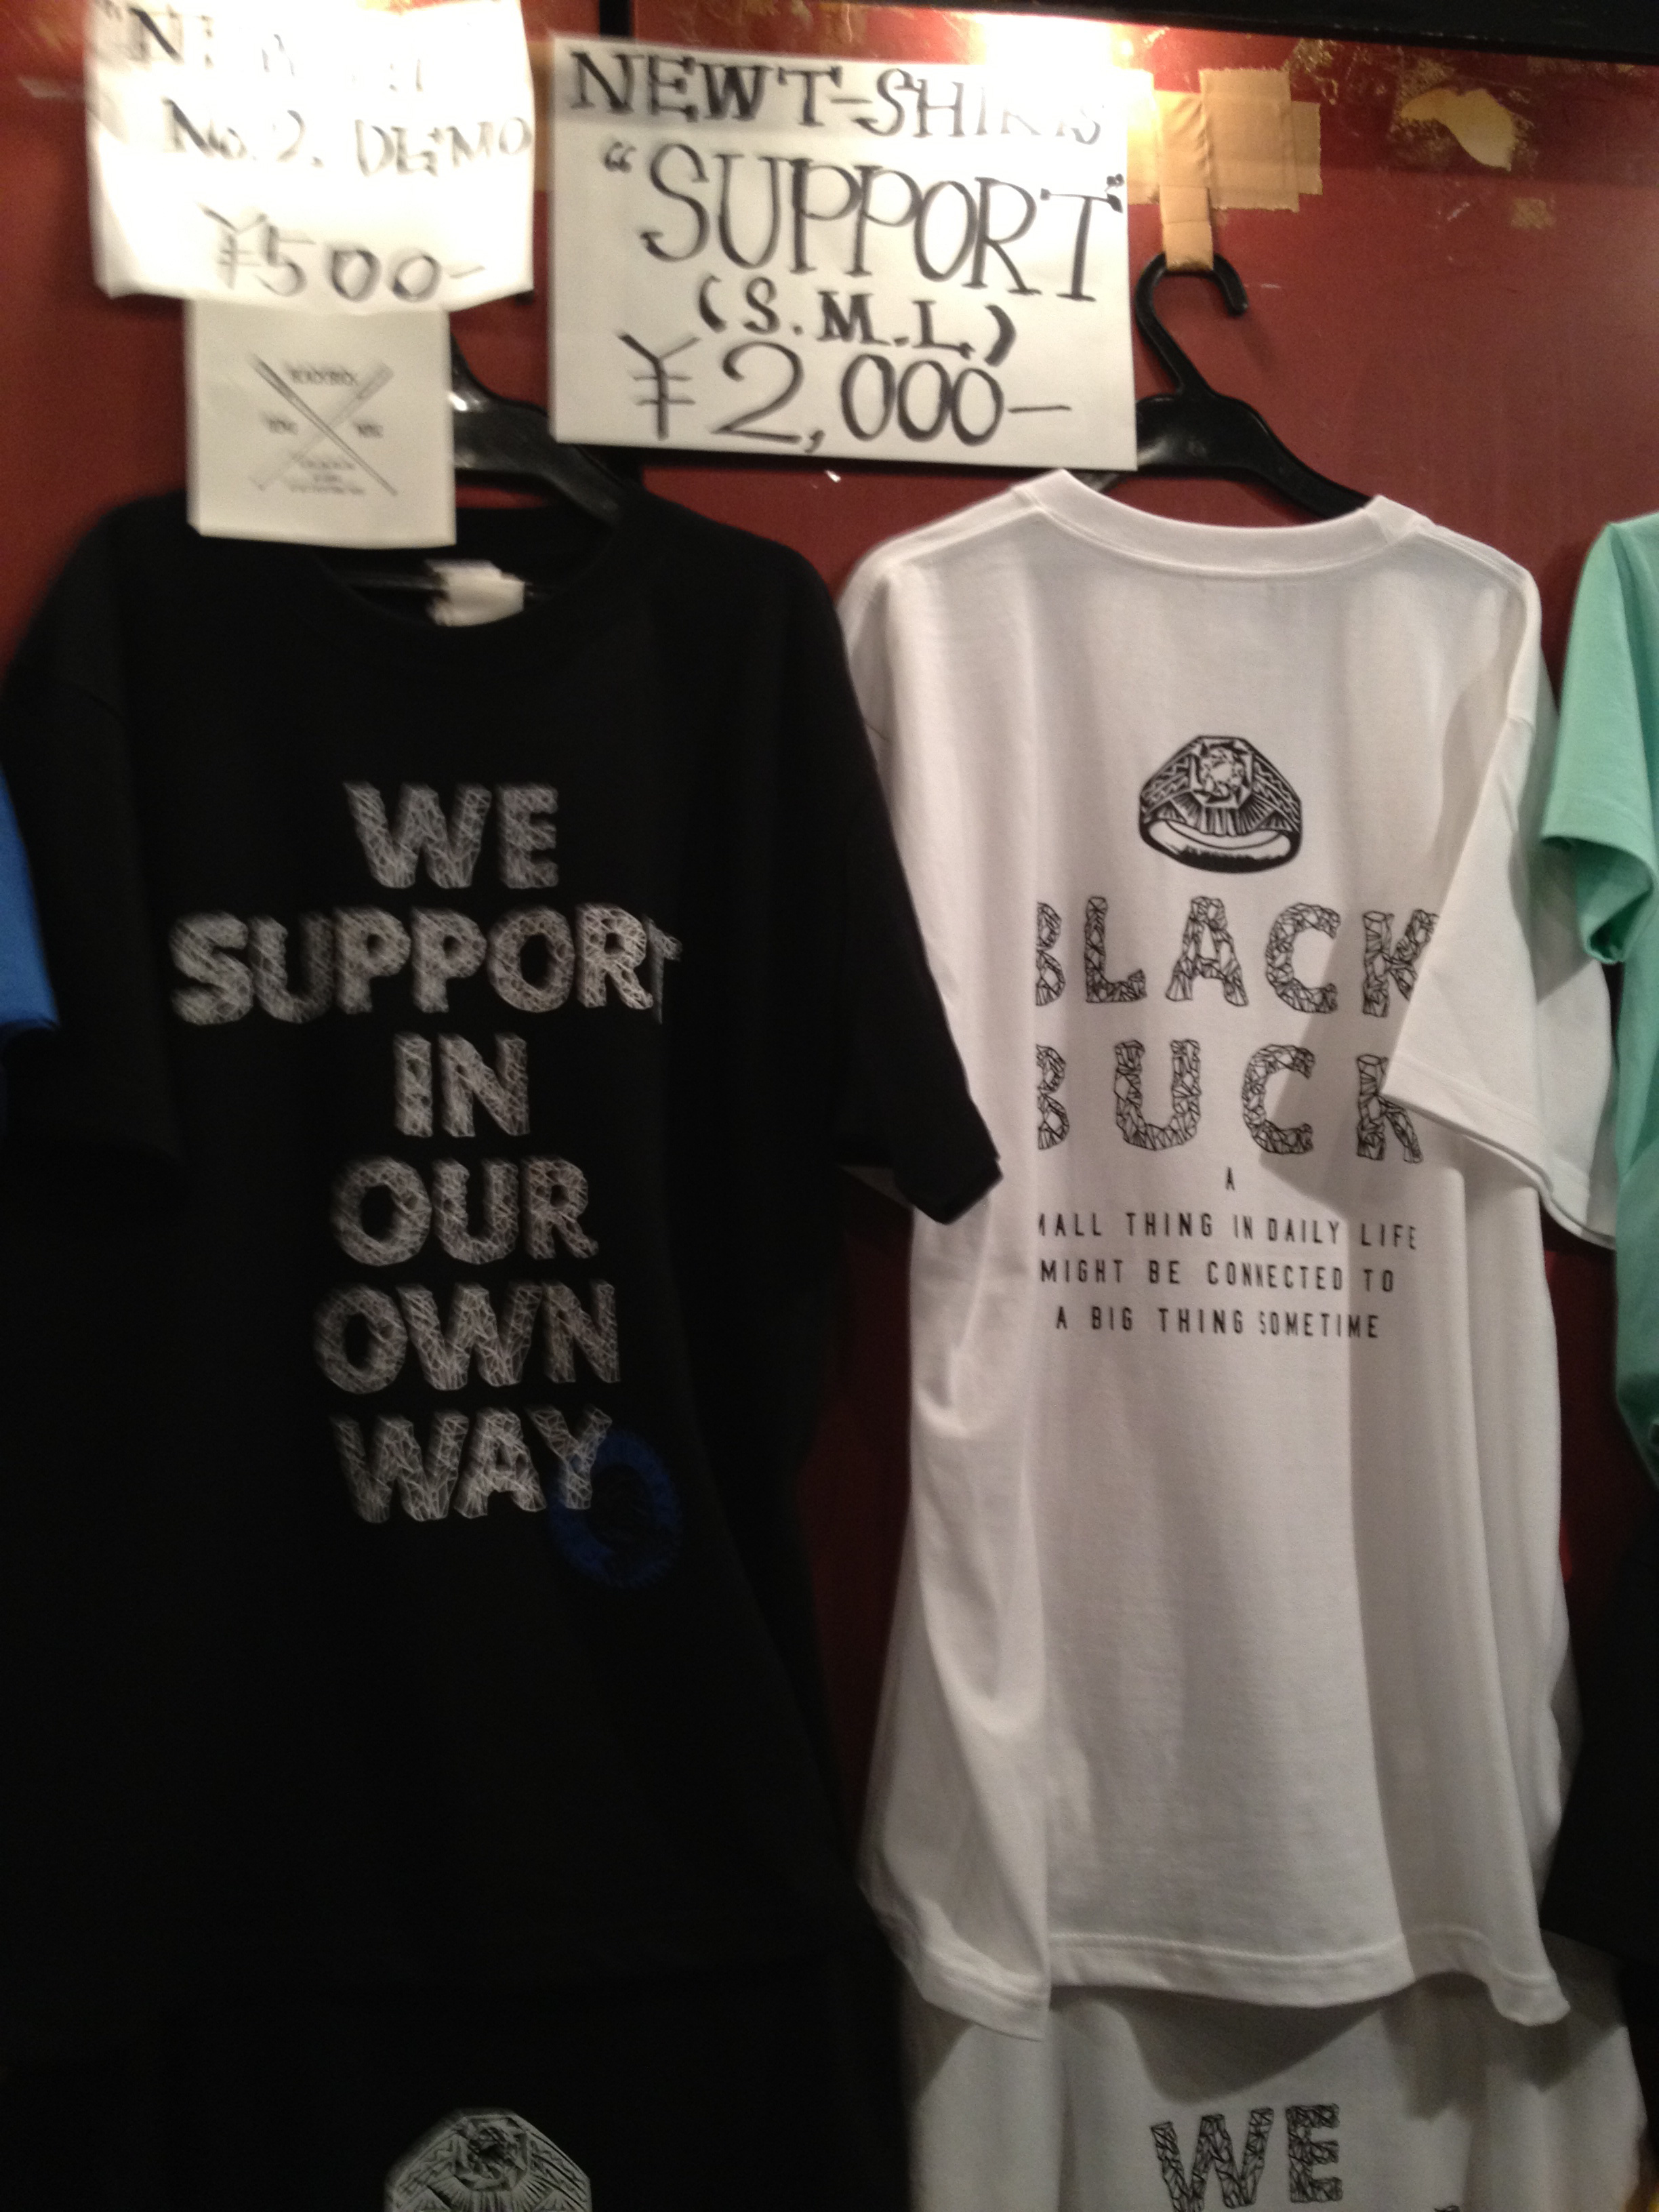 No.2. DEMO
¥500-
NEW T-SHIRTS
"SUPPORT"
(S.M.L.)
¥2,000-
WE
SUPPORT
IN
OUR
OWN
WAY
BLACK
BUCK
A
MALL THING IN DAILY LIFE
MIGHT BE CONNECTED TO
A BIG THING SOMETIME
WE